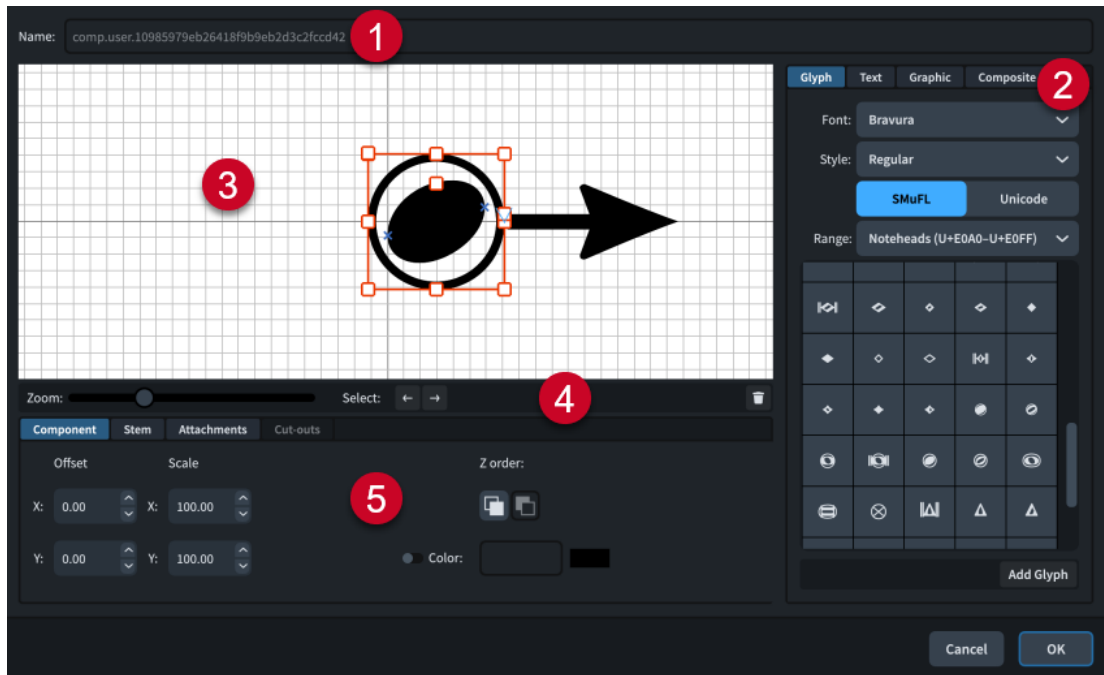 Name: comp.user.10985979eb26418f9b9eb2d3c2fccd42 1
Glyph Text Graphic Composite 2
Font: Bravura
Style: Regular
SMuFL Unicode
Range: Noteheads (U+E0A0–U+E0FF)
3
Add Glyph
Zoom: Select: ← → 4
Component Stem Attachments Cut-outs
Offset Scale Z order:
X: 0.00 X: 100.00 5
Y: 0.00 Y: 100.00 Color:
Cancel OK